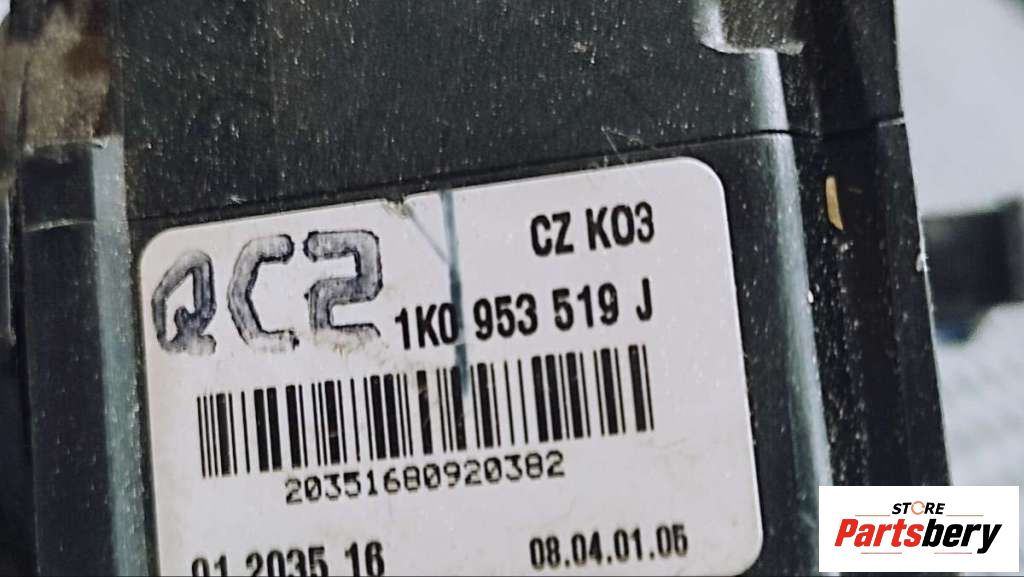 CZ K03
QC2
1K0 953 519 J
20351680920382
01 2035 16
08.04.01.05
STORE
Partsbery